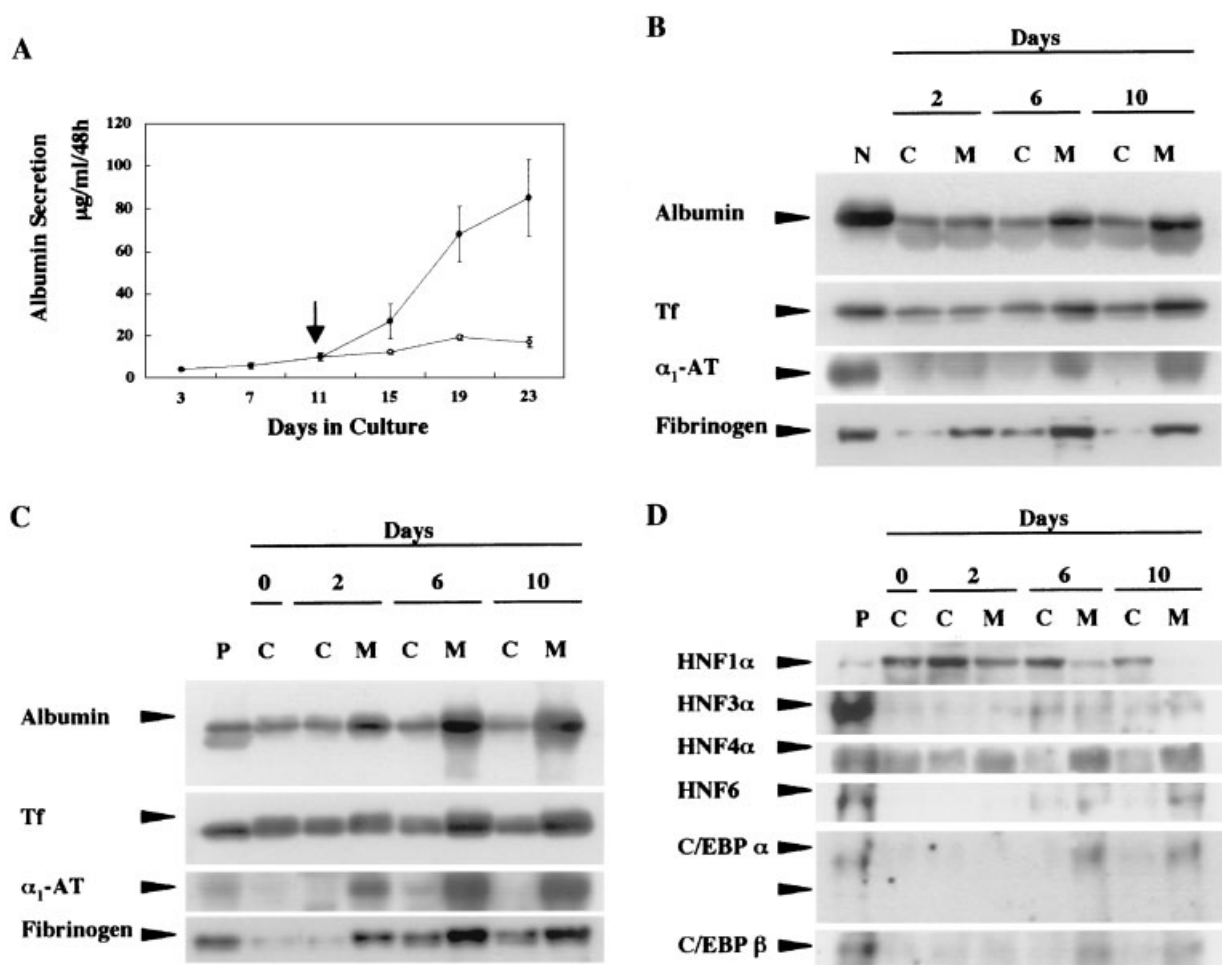 A
Albumin Secretion
µg/ml/48h
120
100
80
60
40
20
0
3 7 11 15 19 23
Days in Culture
B
Days
2 6 10
N C M C M C M
Albumin
Tf
α₁-AT
Fibrinogen
C
Days
0 2 6 10
P C C M C M C M
Albumin
Tf
α₁-AT
Fibrinogen
D
Days
0 2 6 10
P C C M C M C M
HNF1α
HNF3α
HNF4α
HNF6
C/EBP α
C/EBP β